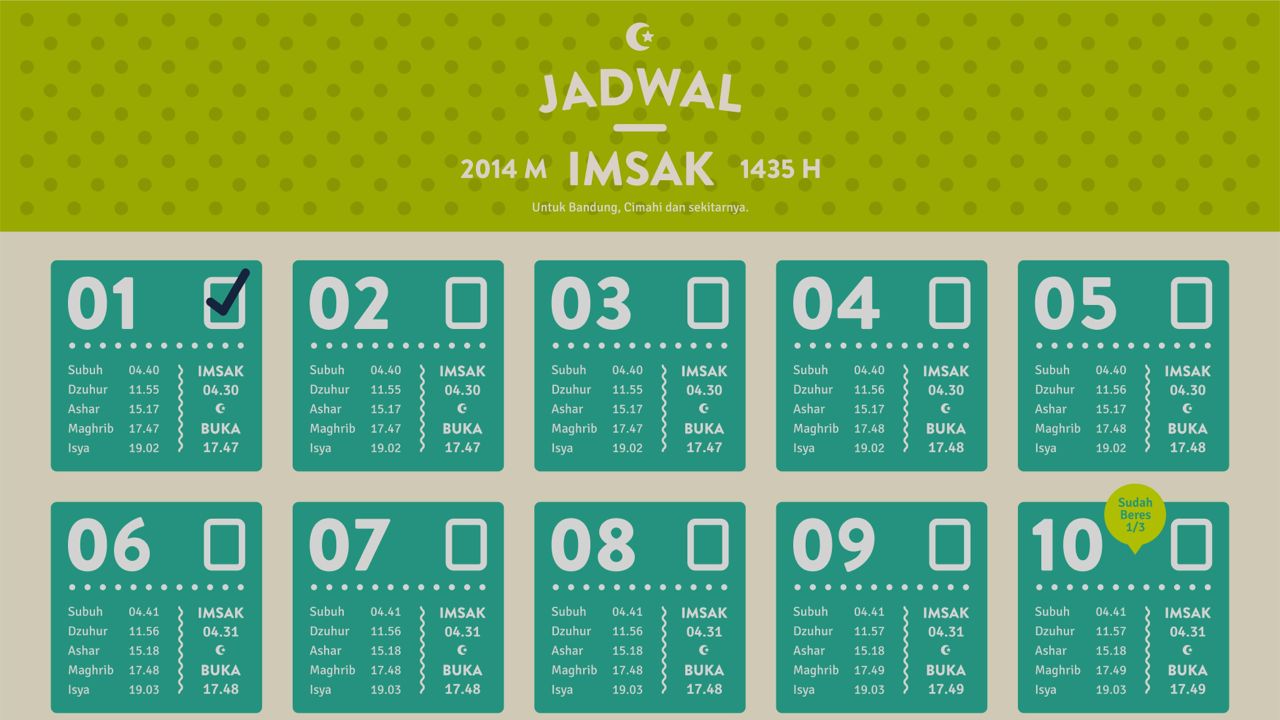 JADWAL
2014 M IMSAK 1435 H
Untuk Bandung, Cimahi dan sekitarnya.
01
Subuh 04.40
Dzuhur 11.55
Ashar 15.17
Maghrib 17.47
Isya 19.02
IMSAK
04.30
BUKA
17.47
02
Subuh 04.40
Dzuhur 11.55
Ashar 15.17
Maghrib 17.47
Isya 19.02
IMSAK
04.30
BUKA
17.47
03
Subuh 04.40
Dzuhur 11.55
Ashar 15.17
Maghrib 17.47
Isya 19.02
IMSAK
04.30
BUKA
17.47
04
Subuh 04.40
Dzuhur 11.56
Ashar 15.17
Maghrib 17.48
Isya 19.02
IMSAK
04.30
BUKA
17.48
05
Subuh 04.40
Dzuhur 11.56
Ashar 15.17
Maghrib 17.48
Isya 19.02
IMSAK
04.30
BUKA
17.48
06
Subuh 04.41
Dzuhur 11.56
Ashar 15.18
Maghrib 17.48
Isya 19.03
IMSAK
04.31
BUKA
17.48
07
Subuh 04.41
Dzuhur 11.56
Ashar 15.18
Maghrib 17.48
Isya 19.03
IMSAK
04.31
BUKA
17.48
08
Subuh 04.41
Dzuhur 11.56
Ashar 15.18
Maghrib 17.48
Isya 19.03
IMSAK
04.31
BUKA
17.48
09
Subuh 04.41
Dzuhur 11.57
Ashar 15.18
Maghrib 17.49
Isya 19.03
IMSAK
04.31
BUKA
17.49
10
Sudah
Beres
1/3
Subuh 04.41
Dzuhur 11.57
Ashar 15.18
Maghrib 17.49
Isya 19.03
IMSAK
04.31
BUKA
17.49